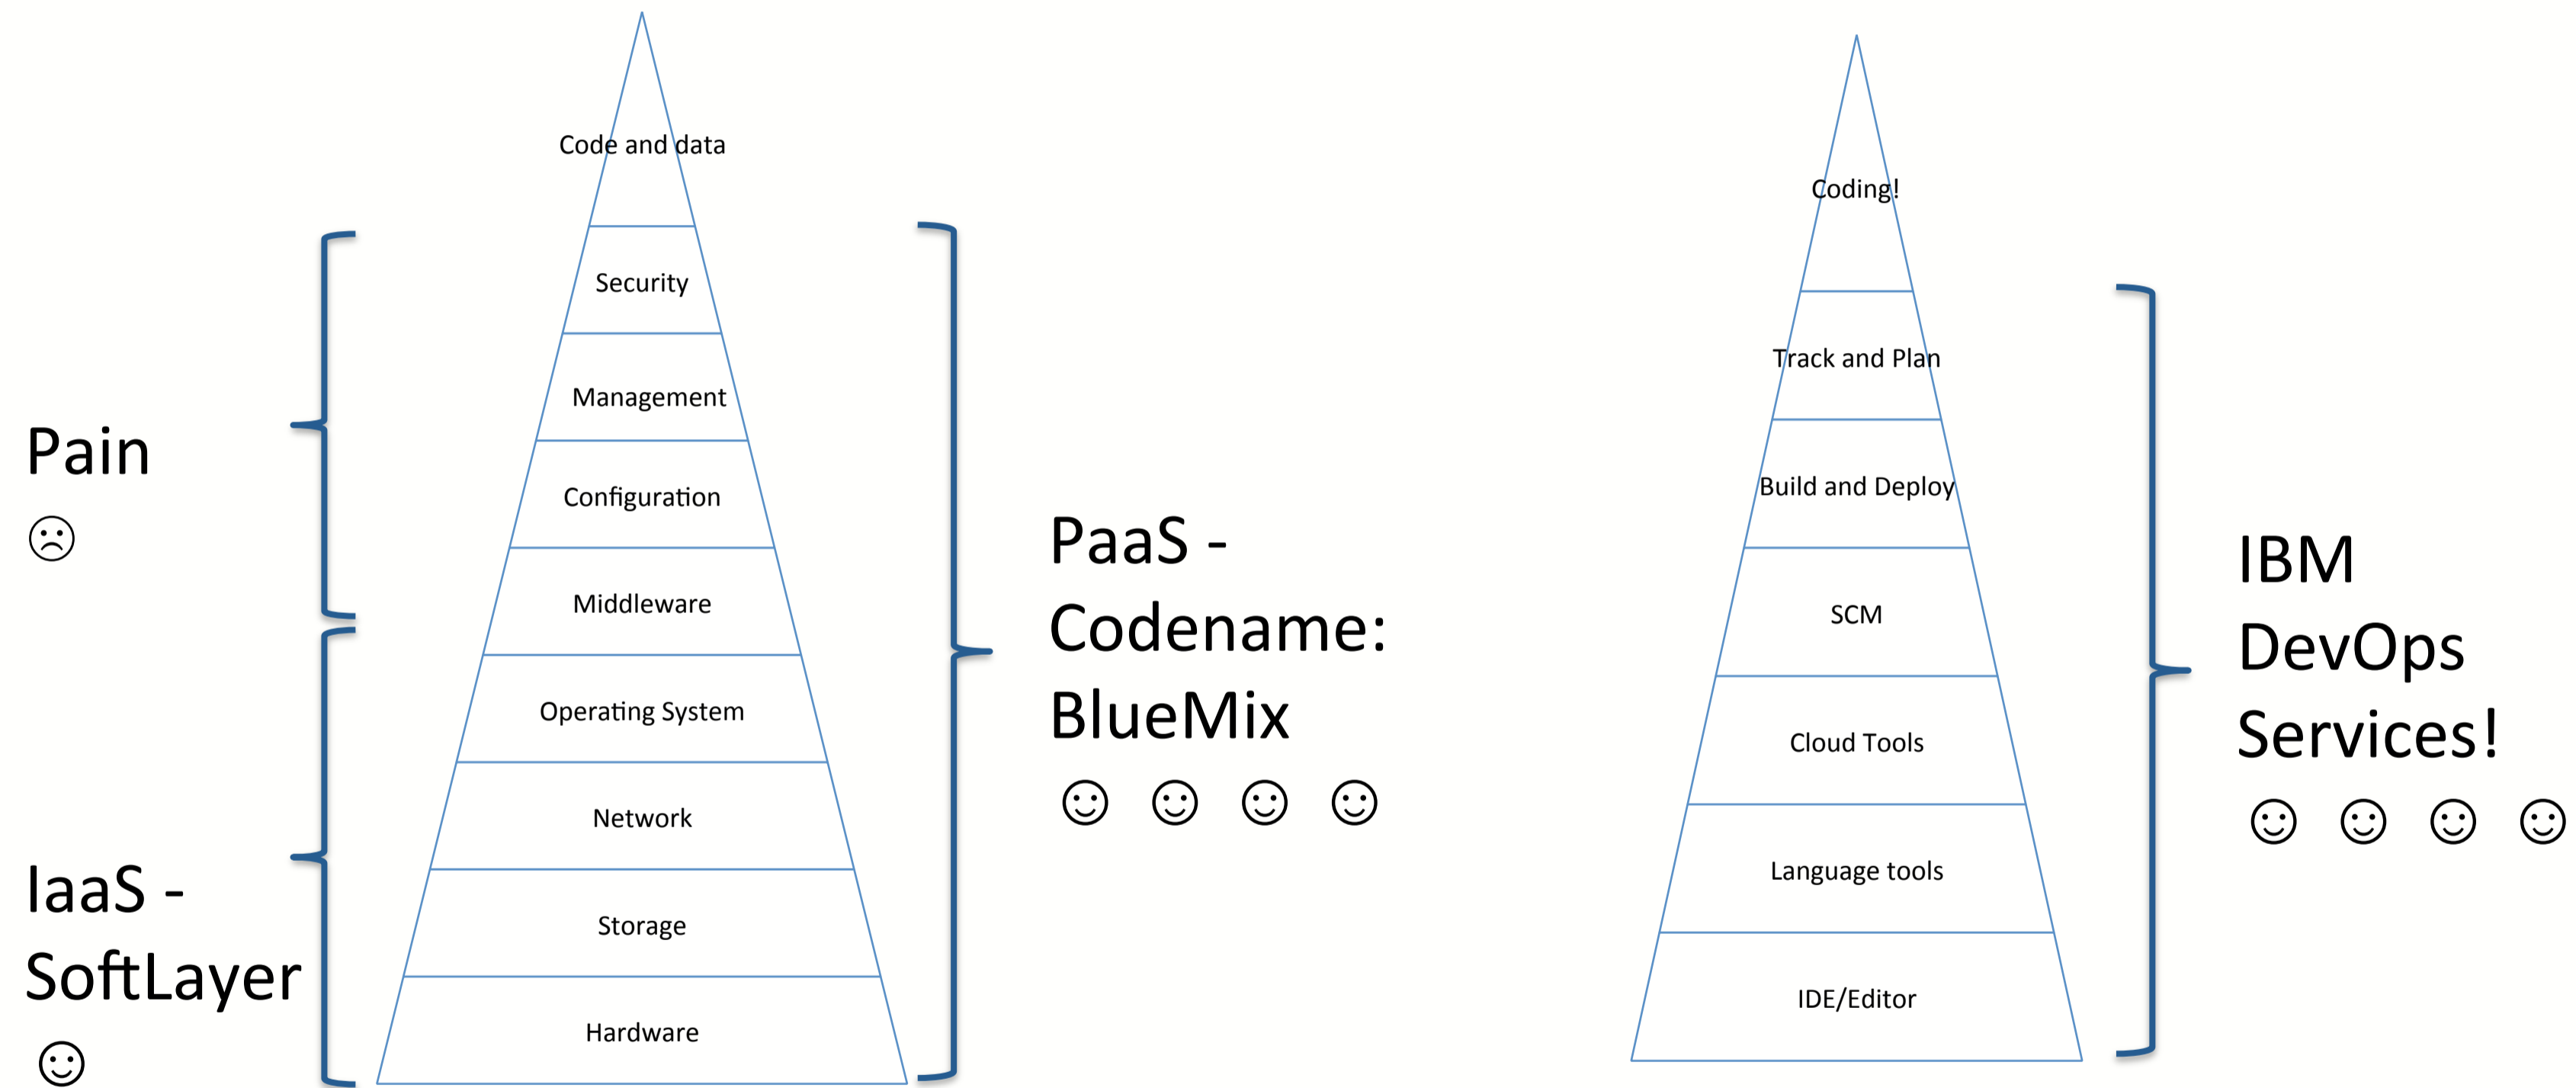 Code and data
Security
Management
Configuration
Middleware
Operating System
Network
Storage
Hardware
Pain
☹
IaaS -
SoftLayer
☺
PaaS -
Codename:
BlueMix
☺ ☺ ☺ ☺
Coding!
Track and Plan
Build and Deploy
SCM
Cloud Tools
Language tools
IDE/Editor
IBM
DevOps
Services!
☺ ☺ ☺ ☺